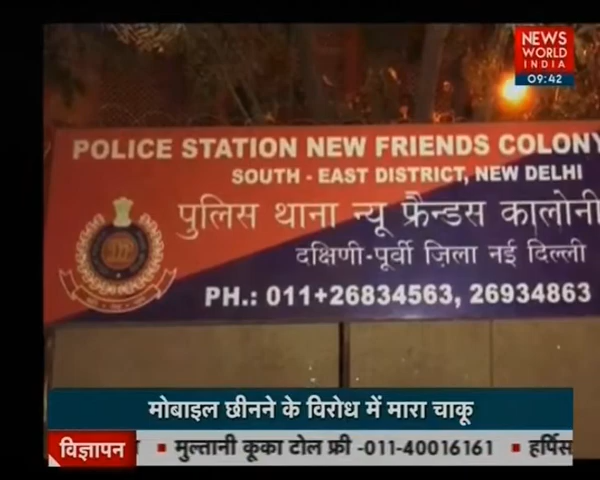 NEWS
WORLD
INDIA
09:42
POLICE STATION NEW FRIENDS COLONY
SOUTH - EAST DISTRICT, NEW DELHI
पुलिस थाना न्यू फ्रैन्डस कालोनी
दक्षिणी-पूर्वी ज़िला नई दिल्ली
PH.: 011+26834563, 26934863
मोबाइल छीनने के विरोध में मारा चाकू
विज्ञापन ▪ मुल्तानी कूका टोल फ्री -011-40016161 ▪ हर्पिस